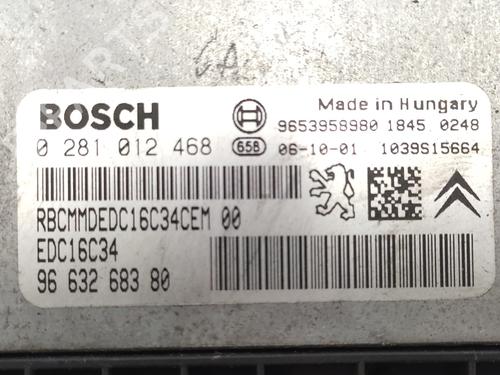 BOSCH
Made in Hungary
9653958980 1845 0248
0 281 012 468 658 06-10-01 1039S15664
RBCMMDEDC16C34CEM 00
EDC16C34
96 632 683 80